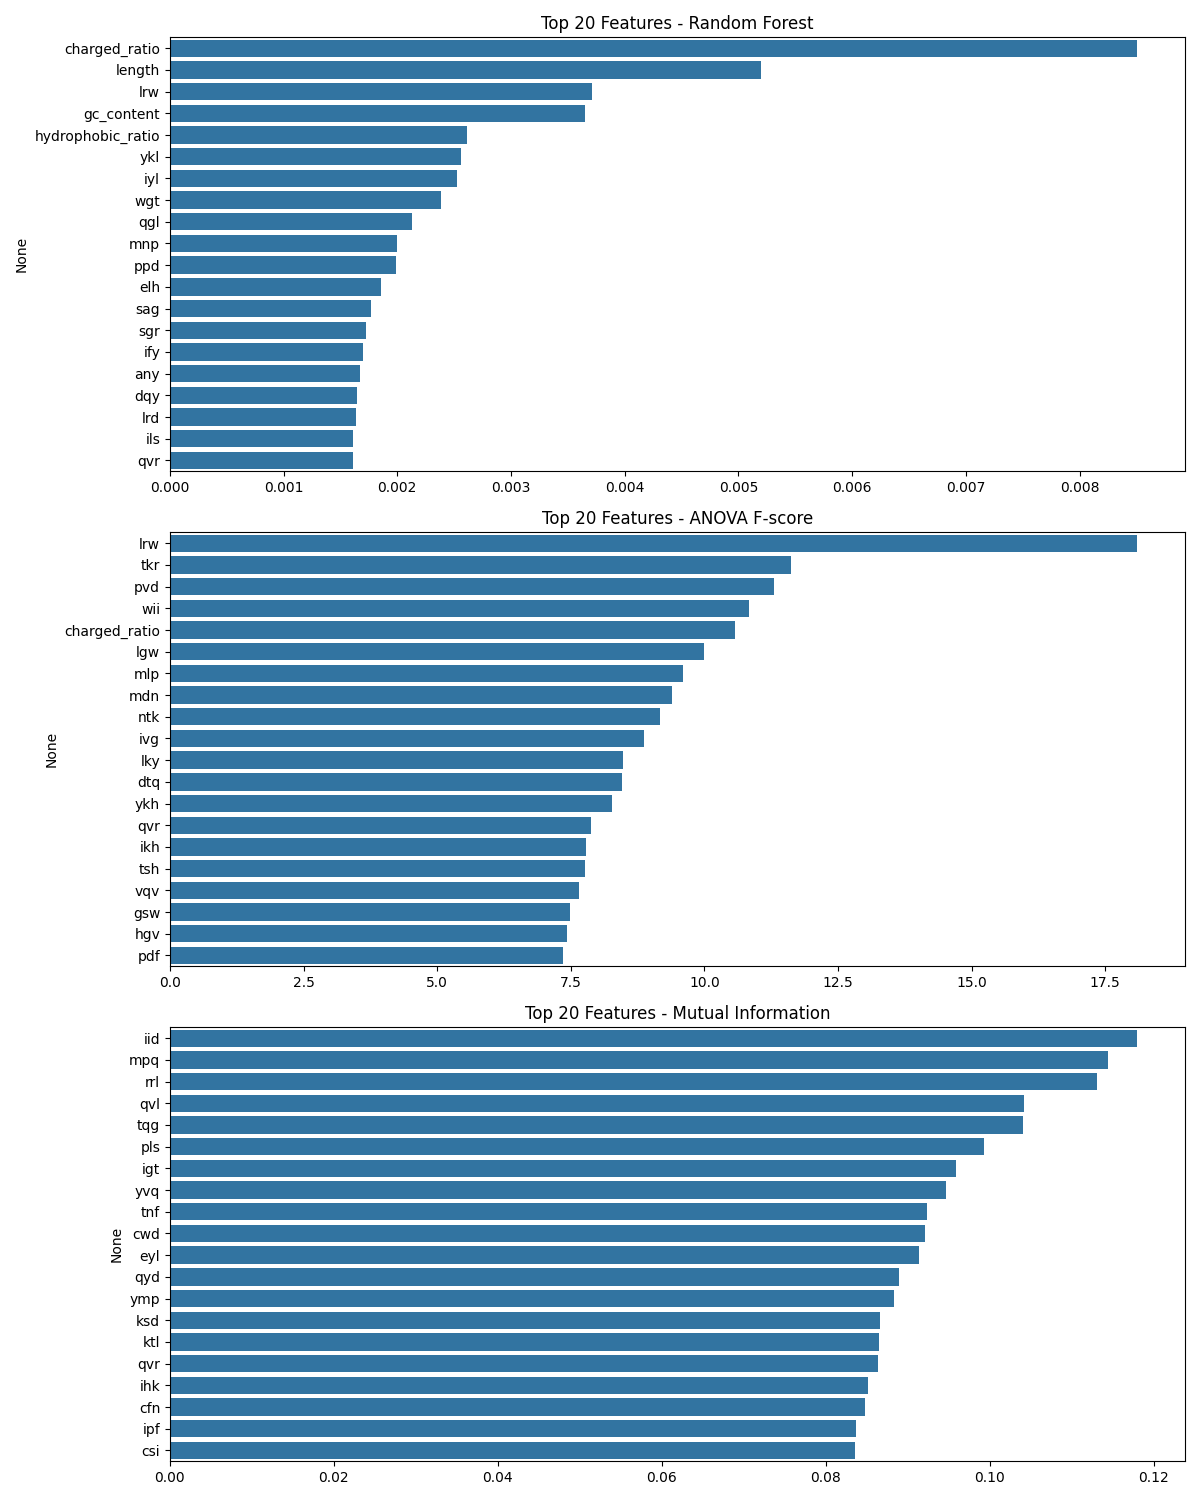 Top 20 Features - Random Forest
charged_ratio
length
lrw
gc_content
hydrophobic_ratio
ykl
iyl
wgt
qgl
mnp
ppd
elh
sag
sgr
ify
any
dqy
lrd
ils
qvr
None
0.000 0.001 0.002 0.003 0.004 0.005 0.006 0.007 0.008
Top 20 Features - ANOVA F-score
lrw
tkr
pvd
wii
charged_ratio
lgw
mlp
mdn
ntk
ivg
lky
dtq
ykh
qvr
ikh
tsh
vqv
gsw
hgv
pdf
None
0.0 2.5 5.0 7.5 10.0 12.5 15.0 17.5
Top 20 Features - Mutual Information
iid
mpq
rrl
qvl
tqg
pls
igt
yvq
tnf
cwd
eyl
qyd
ymp
ksd
ktl
qvr
ihk
cfn
ipf
csi
None
0.00 0.02 0.04 0.06 0.08 0.10 0.12